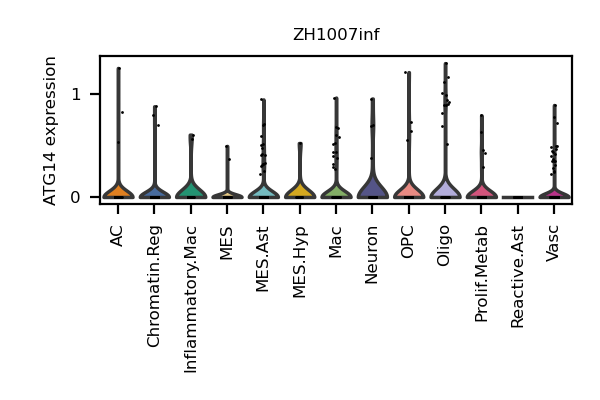 ZH1007inf
ATG14 expression
1
0
AC
Chromatin.Reg
Inflammatory.Mac
MES
MES.Ast
MES.Hyp
Mac
Neuron
OPC
Oligo
Prolif.Metab
Reactive.Ast
Vasc